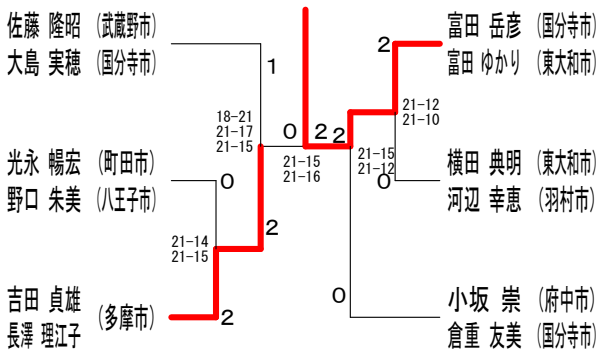 佐藤 隆昭 (武蔵野市)
大島 実穂 (国分寺市)
1
18-21
21-17
21-15
光永 暢宏 (町田市)
野口 朱美 (八王子市)
0
21-14
21-15
2
吉田 貞雄
長澤 理江子
(多摩市)
2
0 2 2
21-15
21-16
富田 岳彦 (国分寺市)
富田 ゆかり (東大和市)
2
21-12
21-10
横田 典明 (東大和市)
河辺 幸恵 (羽村市)
0
21-15
21-12
小坂 崇 (府中市)
倉重 友美 (国分寺市)
0